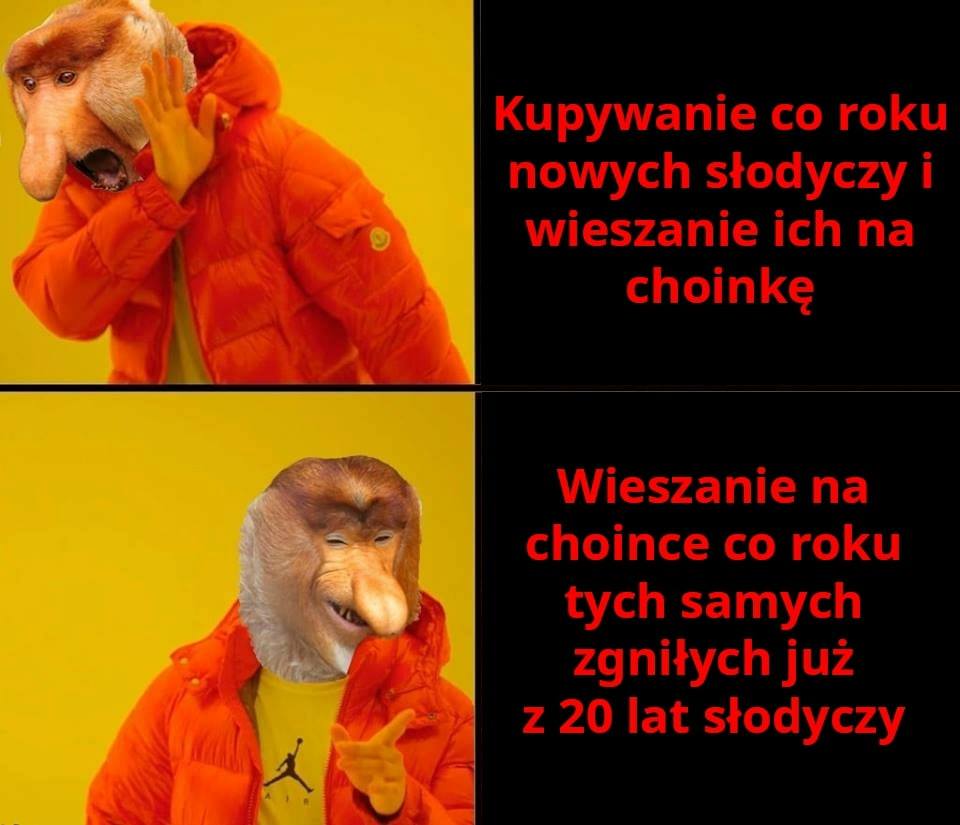 Kupywanie co roku
nowych słodyczy i
wieszanie ich na
choinkę
Wieszanie na
choince co roku
tych samych
zgniłych już
z 20 lat słodyczy
A I R